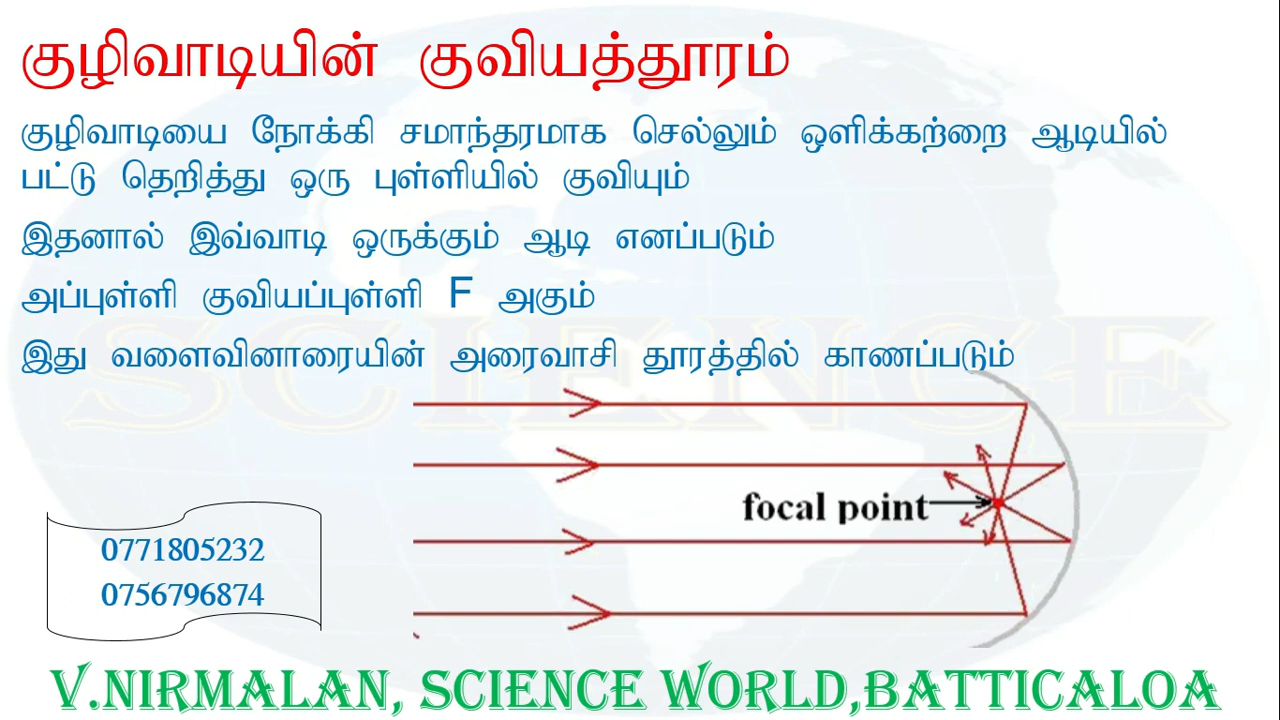 குழிவாடியின் குவியத்தூரம்
குழிவாடியை நோக்கி சமாந்தரமாக செல்லும் ஒளிக்கற்றை ஆடியில்
பட்டு தெறித்து ஒரு புள்ளியில் குவியும்
இதனால் இவ்வாடி ஒருக்கும் ஆடி எனப்படும்
அப்புள்ளி குவியப்புள்ளி F அகும்
இது வளைவினாரையின் அரைவாசி தூரத்தில் காணப்படும்
SCIENCE
focal point
0771805232
0756796874
V.NIRMALAN, SCIENCE WORLD,BATTICALOA